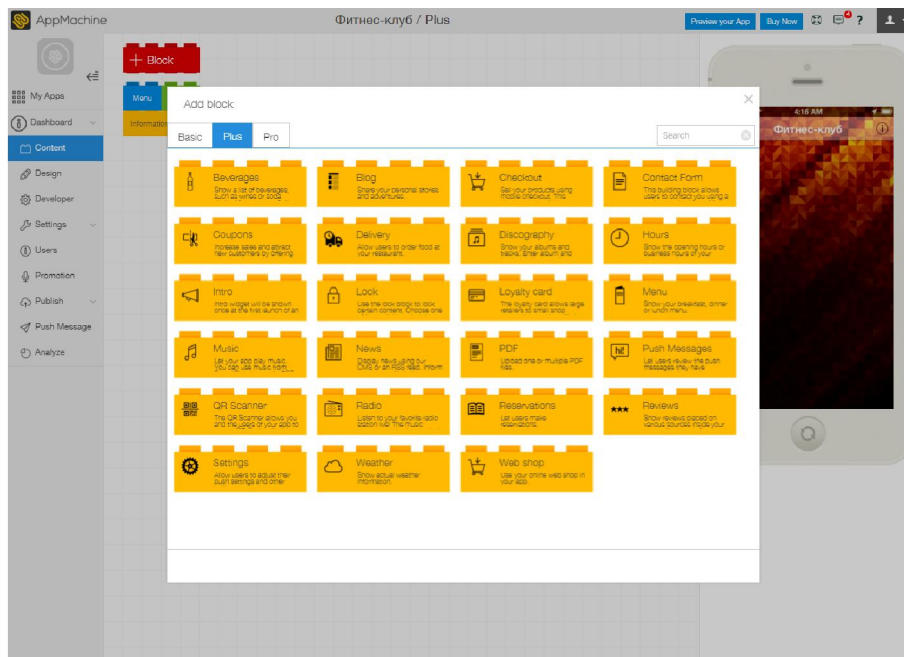 AppMachine
Фитнес-клуб / Plus
Preview your App
Buy Now
?
My Apps
Dashboard
Content
Design
Developer
Settings
Users
Promotion
Publish
Push Message
Analyze
+ Block
Menu
Information
Add block
Basic
Plus
Pro
Search
Beverages
Show a list of beverages,
such as wines or soda
Blog
Share your personal stories
and adventures.
Checkout
Sell your products using
mobile checkout. This
Contact Form
This building block allows
users to contact you using a
Coupons
Increase sales and attract
new customers by offering
Delivery
Allow users to order food at
your restaurant.
Discography
Show your albums and
tracks. Enter album and
Hours
Show the opening hours or
business hours of your
Intro
Intro widget will be shown
once at the first launch of an
Lock
Use the lock block to lock
certain content. Choose one
Loyalty card
The loyalty card allows large
retailers to small shop
Menu
Show your breakfast, dinner
or lunch menu.
Music
Let your app play music.
You can use music from
News
Display news using our
CMS or an RSS feed. Inform
PDF
Upload one or multiple PDF
files.
hi!
Push Messages
Let users review the push
messages they have
QR Scanner
The QR Scanner allows you
and the users of your app to
Radio
Listen to your favorite radio
Reservations
Let users make
reservations.
Reviews
Show reviews placed on
various sources inside your
Settings
Allow users to adjust their
push settings and other
Weather
Show actual weather
information.
Web shop
Use your online web shop in
your app.
4:16 AM
Фитнес-клуб